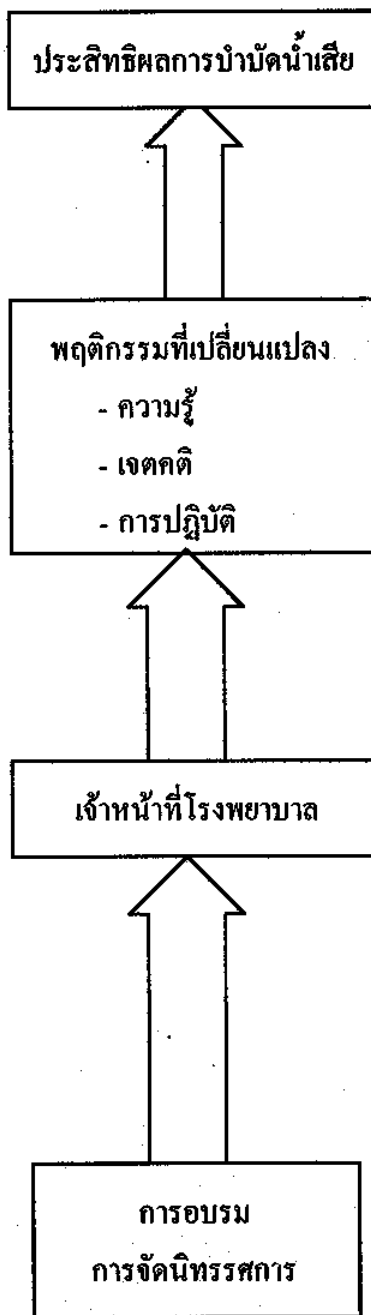 ประสิทธิผลการบำบัดน้ำเสีย
พฤติกรรมที่เปลี่ยนแปลง
- ความรู้
- เจตคติ
- การปฏิบัติ
เจ้าหน้าที่โรงพยาบาล
การอบรม
การจัดนิทรรศการ